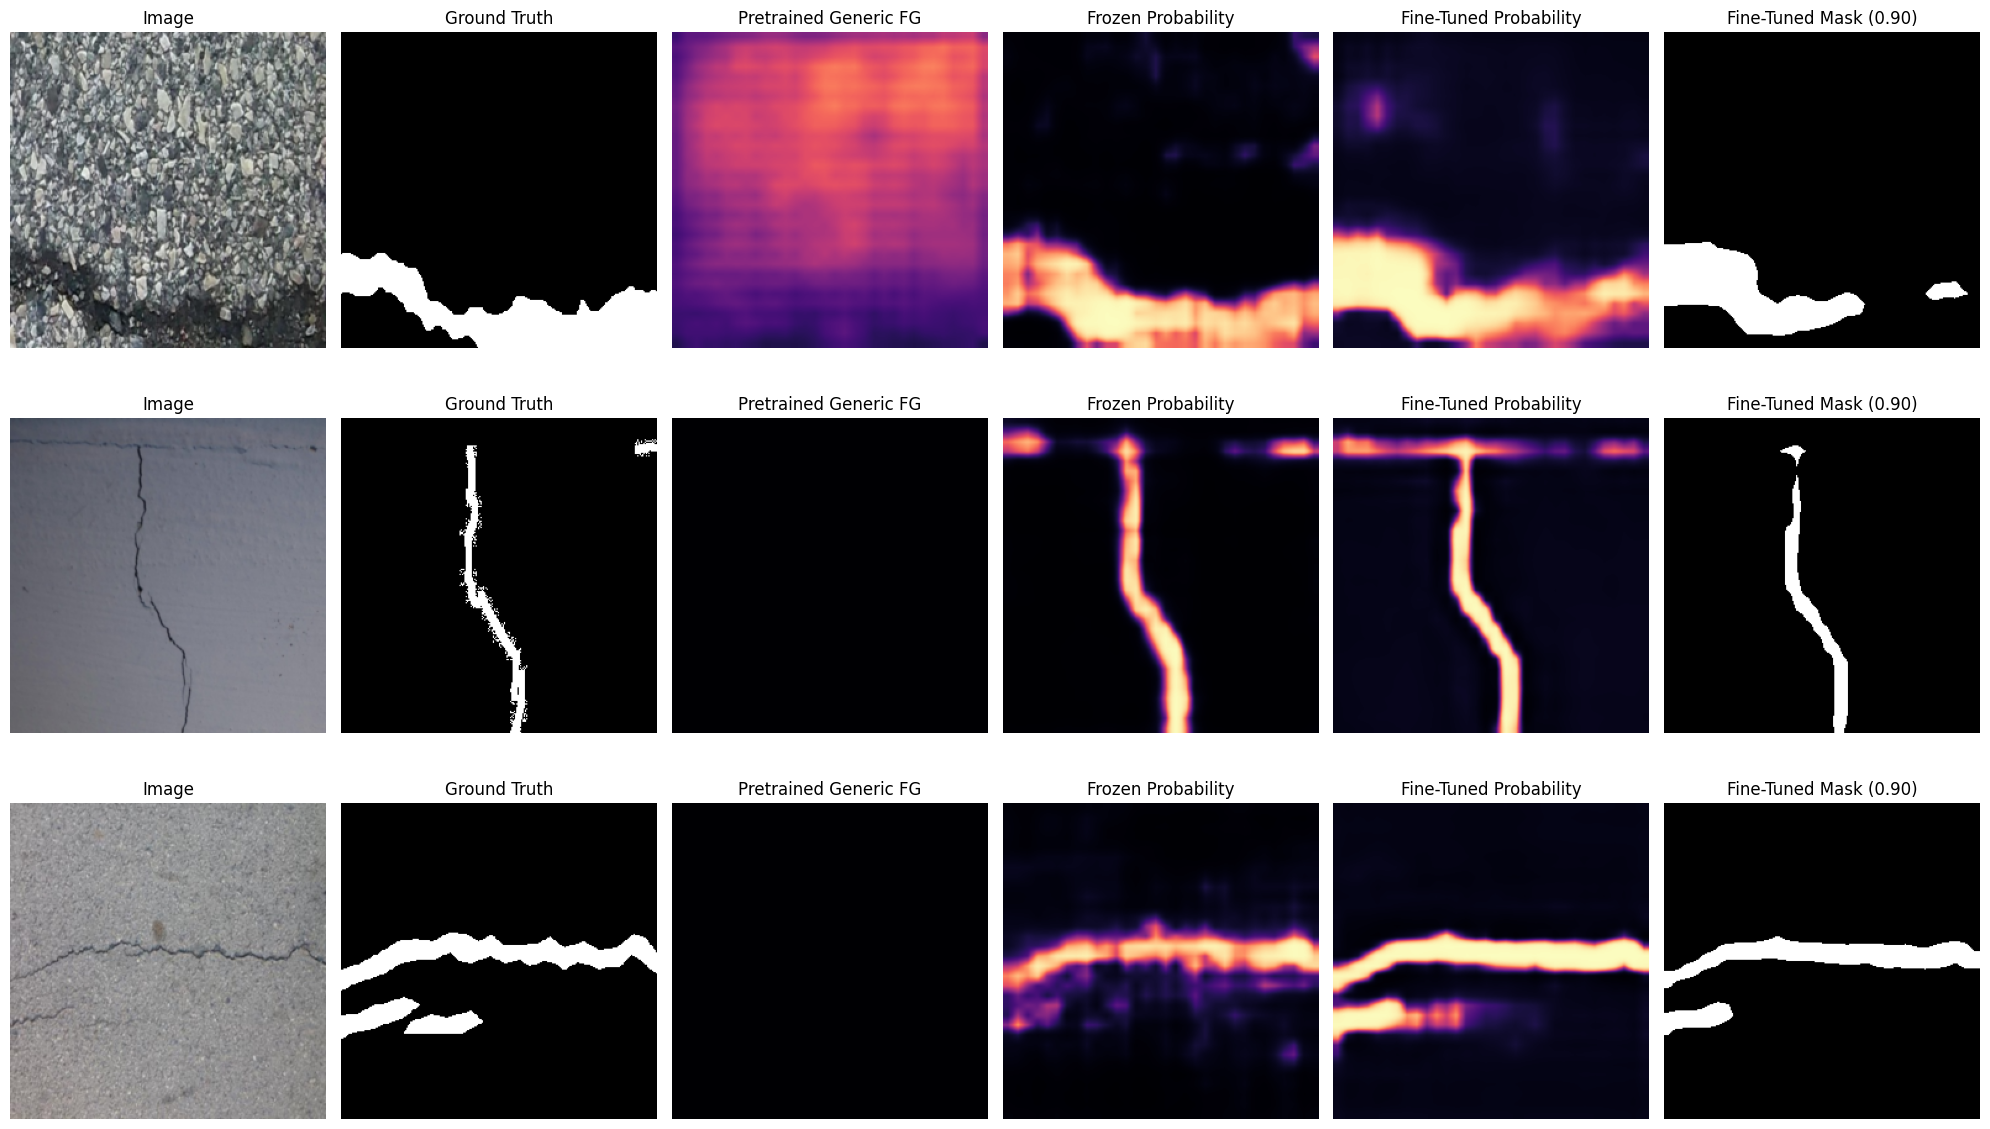 Image
Ground Truth
Pretrained Generic FG
Frozen Probability
Fine-Tuned Probability
Fine-Tuned Mask (0.90)
Image
Ground Truth
Pretrained Generic FG
Frozen Probability
Fine-Tuned Probability
Fine-Tuned Mask (0.90)
Image
Ground Truth
Pretrained Generic FG
Frozen Probability
Fine-Tuned Probability
Fine-Tuned Mask (0.90)